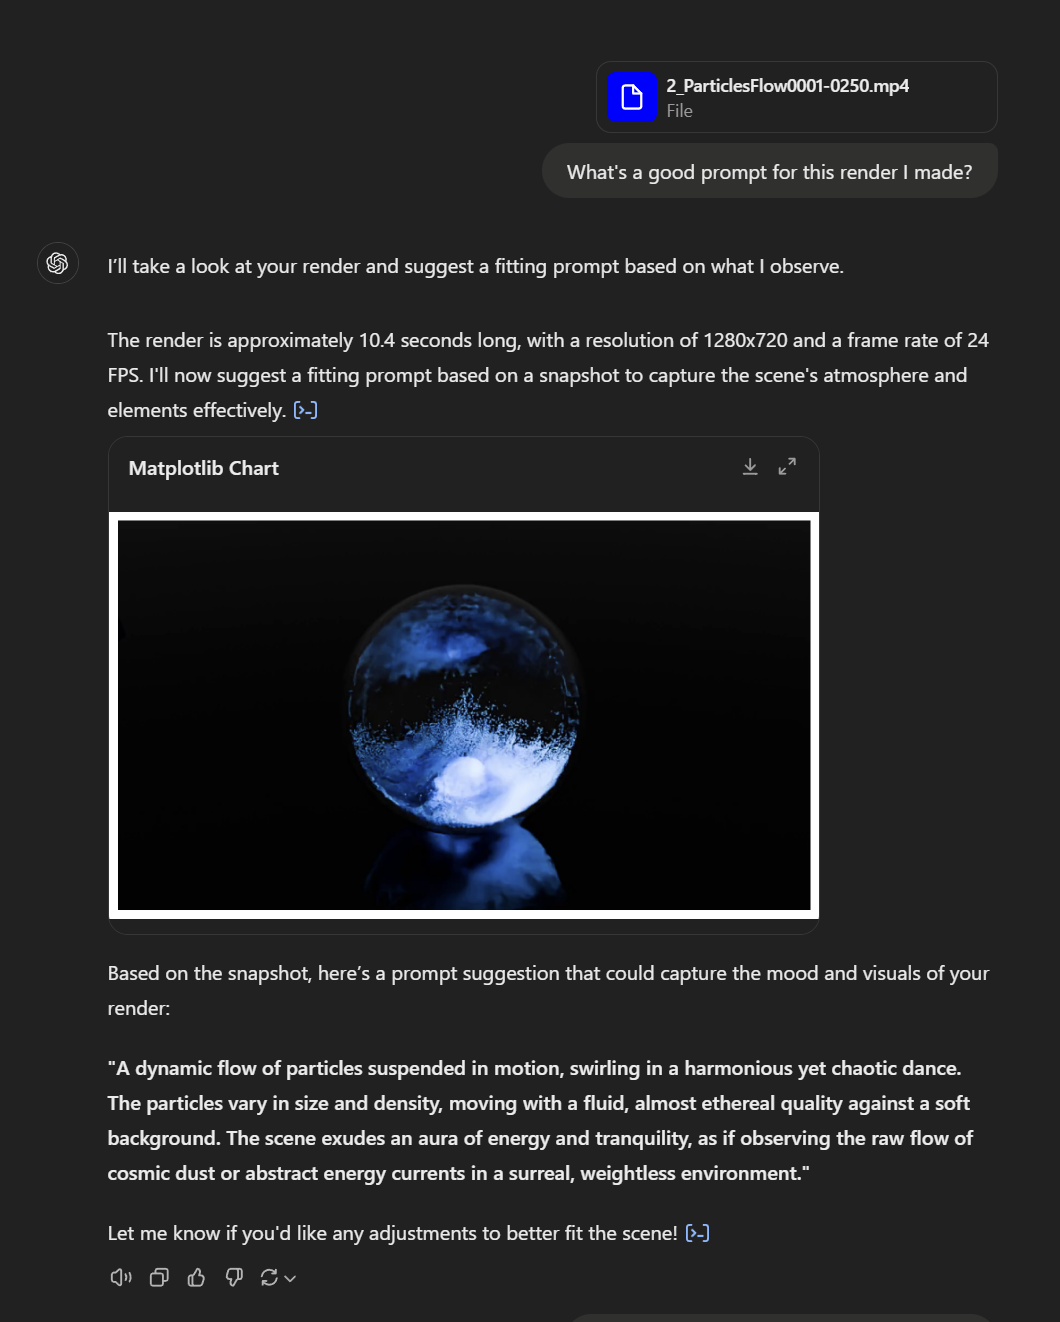 2_ParticlesFlow0001-0250.mp4
File
What's a good prompt for this render I made?
I'll take a look at your render and suggest a fitting prompt based on what I observe.
The render is approximately 10.4 seconds long, with a resolution of 1280x720 and a frame rate of 24
FPS. I'll now suggest a fitting prompt based on a snapshot to capture the scene's atmosphere and
elements effectively.
Matplotlib Chart
Based on the snapshot, here's a prompt suggestion that could capture the mood and visuals of your
render:
"A dynamic flow of particles suspended in motion, swirling in a harmonious yet chaotic dance.
The particles vary in size and density, moving with a fluid, almost ethereal quality against a soft
background. The scene exudes an aura of energy and tranquility, as if observing the raw flow of
cosmic dust or abstract energy currents in a surreal, weightless environment."
Let me know if you'd like any adjustments to better fit the scene!